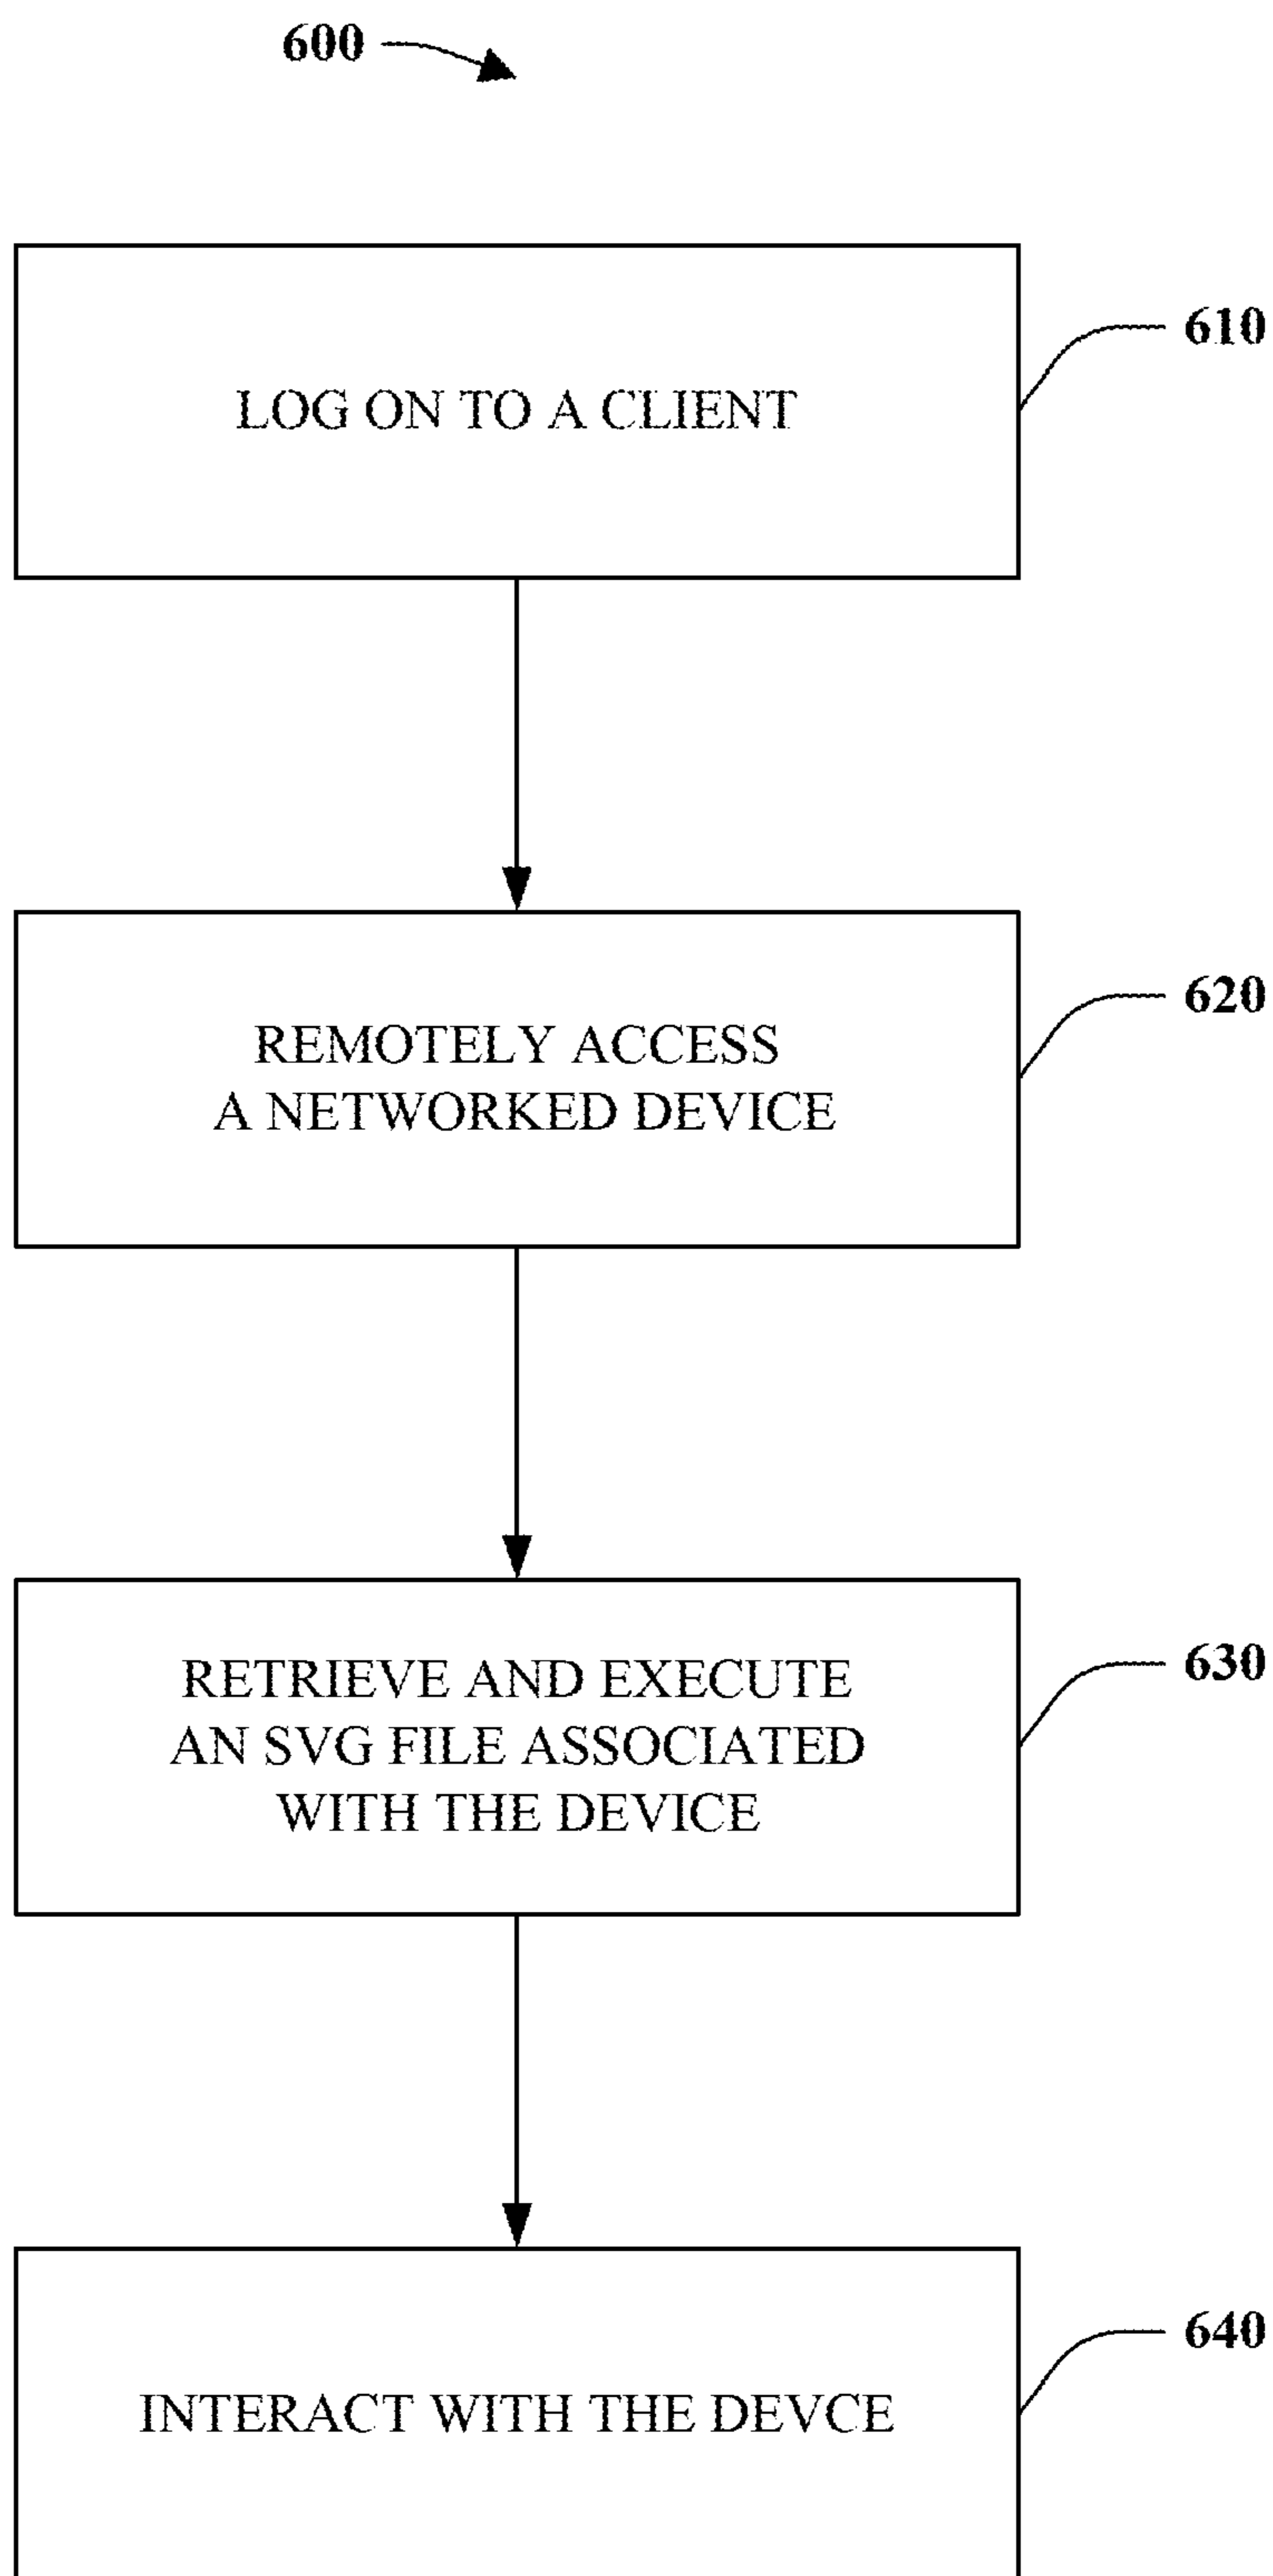 600
LOG ON TO A CLIENT
610
REMOTELY ACCESS
A NETWORKED DEVICE
620
RETRIEVE AND EXECUTE
AN SVG FILE ASSOCIATED
WITH THE DEVICE
630
INTERACT WITH THE DEVCE
640